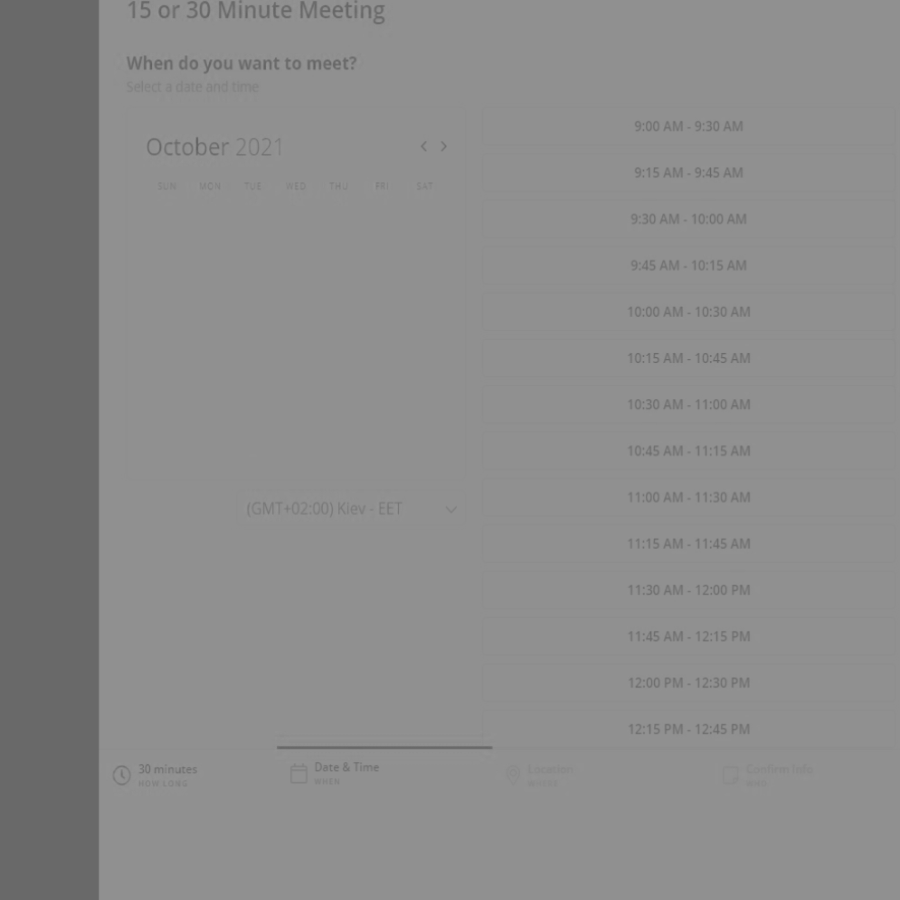 15 or 30 Minute Meeting
When do you want to meet?
Select a date and time
October 2021
SUN MON TUE WED THU FRI SAT
(GMT+02:00) Kiev - EET
9:00 AM - 9:30 AM
9:15 AM - 9:45 AM
9:30 AM - 10:00 AM
9:45 AM - 10:15 AM
10:00 AM - 10:30 AM
10:15 AM - 10:45 AM
10:30 AM - 11:00 AM
10:45 AM - 11:15 AM
11:00 AM - 11:30 AM
11:15 AM - 11:45 AM
11:30 AM - 12:00 PM
11:45 AM - 12:15 PM
12:00 PM - 12:30 PM
12:15 PM - 12:45 PM
30 minutes
HOW LONG
Date & Time
WHEN
Location
Confirm Info